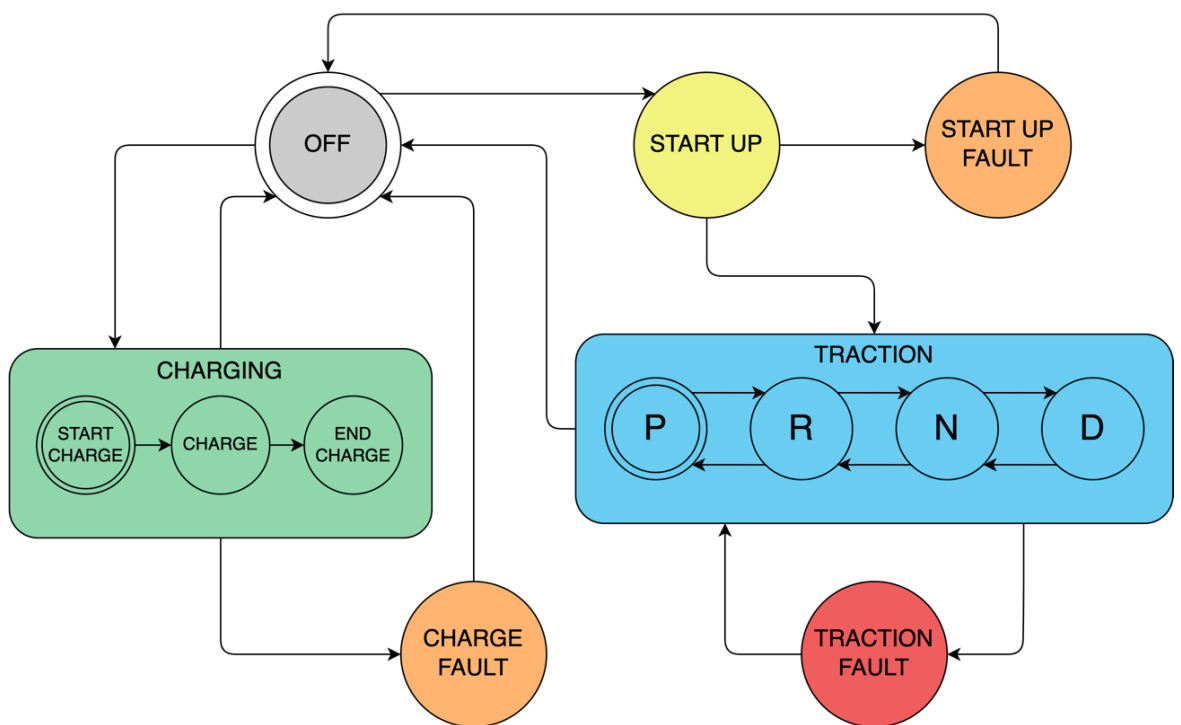 OFF
START UP
START UP
FAULT
CHARGING
START
CHARGE
CHARGE
END
CHARGE
TRACTION
P
R
N
D
CHARGE
FAULT
TRACTION
FAULT